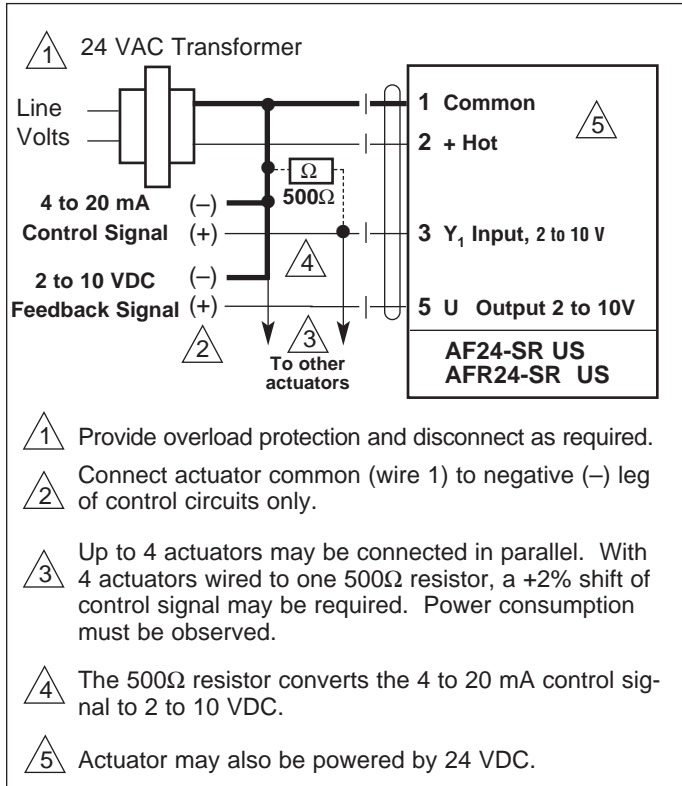 1 24 VAC Transformer
Line
Volts
1 Common
5
2 + Hot
Ω
500Ω
4 to 20 mA (–)
Control Signal (+)
3 Y1 Input, 2 to 10 V
4
2 to 10 VDC (–)
Feedback Signal (+)
5 U Output 2 to 10V
2
3
To other
actuators
AF24-SR US
AFR24-SR US
1 Provide overload protection and disconnect as required.
2 Connect actuator common (wire 1) to negative (–) leg
of control circuits only.
3 Up to 4 actuators may be connected in parallel. With
4 actuators wired to one 500Ω resistor, a +2% shift of
control signal may be required. Power consumption
must be observed.
4 The 500Ω resistor converts the 4 to 20 mA control sig-
nal to 2 to 10 VDC.
5 Actuator may also be powered by 24 VDC.